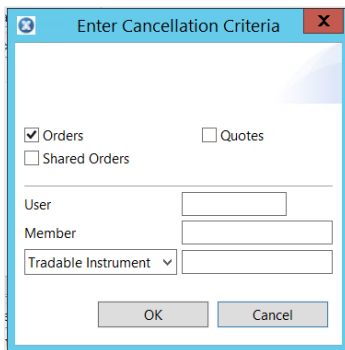 Enter Cancellation Criteria
Orders
Quotes
Shared Orders
User
Member
Tradable Instrument
OK
Cancel